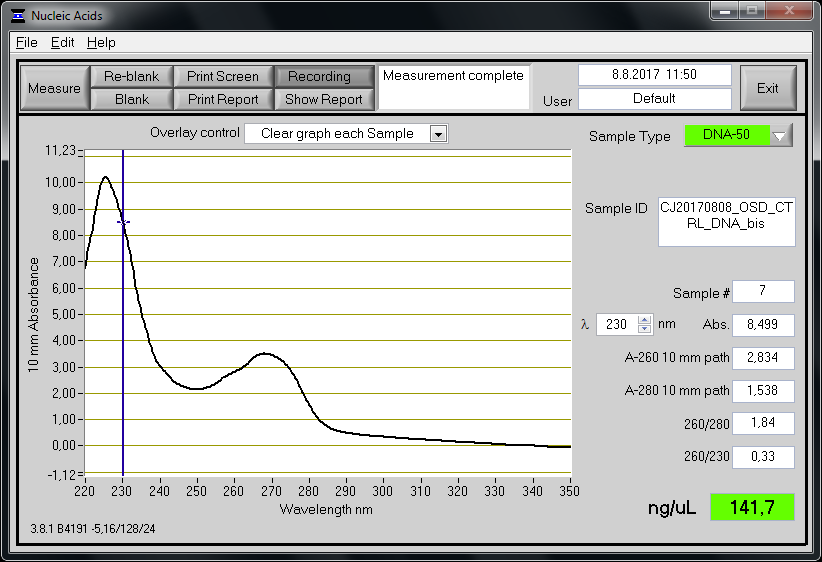 Nucleic Acids
File Edit Help
Measure
Re-blank
Print Screen
Recording
Blank
Print Report
Show Report
Measurement complete
User
8.8.2017 11:50
Default
Exit
Overlay control
Clear graph each Sample
Sample Type
DNA-50
Sample ID
CJ20170808_OSD_CT
RL_DNA_bis
Sample #
7
λ 230 nm
Abs. 8,499
A-260 10 mm path 2,834
A-280 10 mm path 1,538
260/280 1,84
260/230 0,33
ng/uL 141,7
10 mm Absorbance
11,23
10,00
9,00
8,00
7,00
6,00
5,00
4,00
3,00
2,00
1,00
0,00
-1,12
220 230 240 250 260 270 280 290 300 310 320 330 340 350
Wavelength nm
3.8.1 B4191 -5,16/128/24